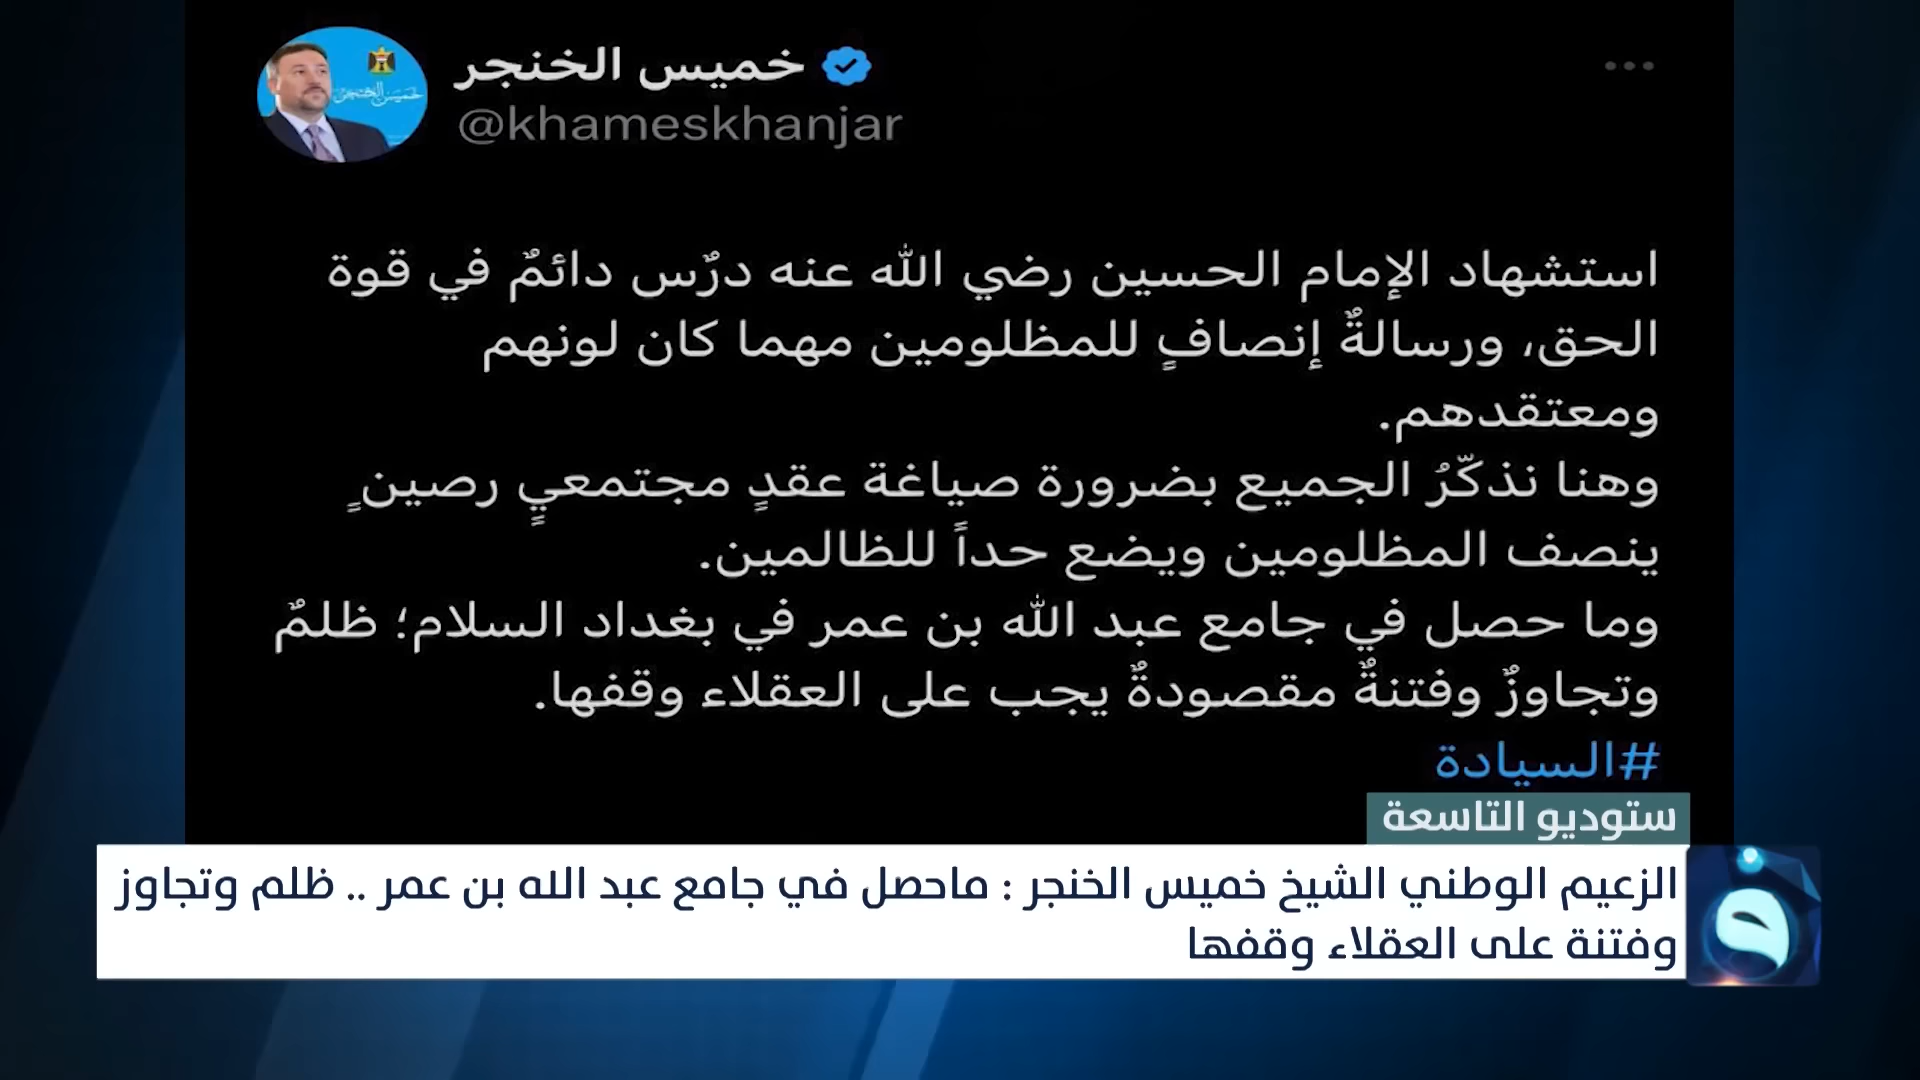 خميس الخنجر
@khameskhanjar
خميس الخنجر
استشهاد الإمام الحسين رضي الله عنه درٌس دائمٌ في قوة
الحق، ورسالةٌ إنصافٍ للمظلومين مهما كان لونهم
ومعتقدهم.
وهنا نذكّرُ الجميع بضرورة صياغة عقدٍ مجتمعيٍ رصينٍ
ينصف المظلومين ويضع حداً للظالمين.
وما حصل في جامع عبد الله بن عمر في بغداد السلام؛ ظلمٌ
وتجاوزٌ وفتنةٌ مقصودةٌ يجب على العقلاء وقفها.
#السيادة
ستوديو التاسعة
الزعيم الوطني الشيخ خميس الخنجر : ماحصل في جامع عبد الله بن عمر .. ظلم وتجاوز
وفتنة على العقلاء وقفها